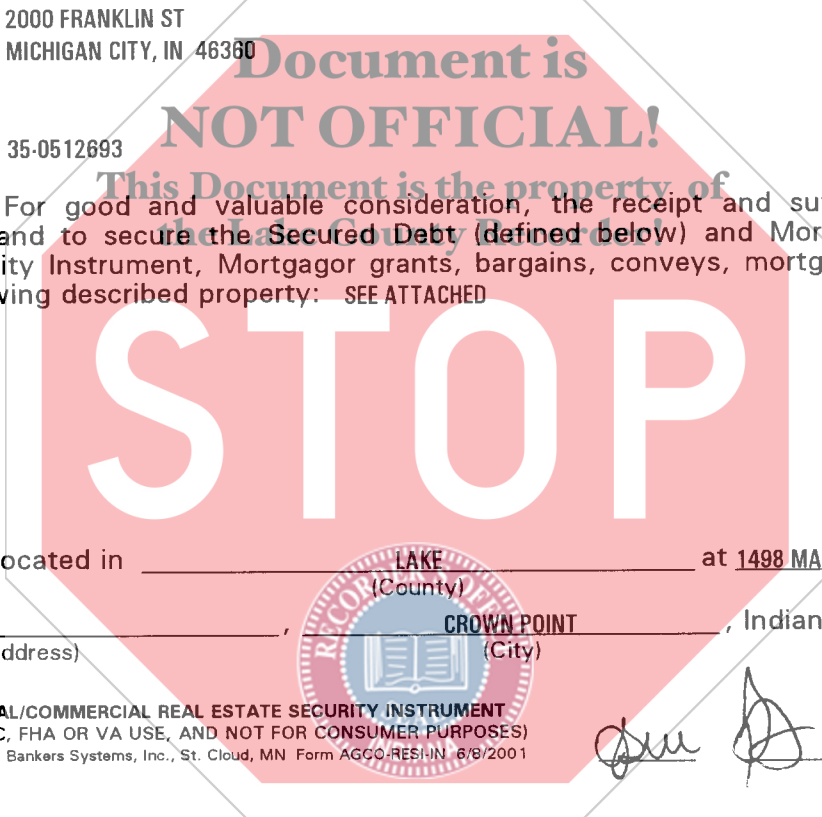 2000 FRANKLIN ST
MICHIGAN CITY, IN 46360
Document is
NOT OFFICIAL!
35-0512693
This Document is the property of
For good and valuable consideration, the receipt and su
the Lake County Recorder!
and to secure the Secured Debt (defined below) and Mor
ity Instrument, Mortgagor grants, bargains, conveys, mortg
wing described property: SEE ATTACHED
STOP
ocated in LAKE at 1498 MA
(County)
, CROWN POINT , Indian
ddress) (City)
RECORDER'S OFFI
SEAL
AL/COMMERCIAL REAL ESTATE SECURITY INSTRUMENT
C, FHA OR VA USE, AND NOT FOR CONSUMER PURPOSES)
Bankers Systems, Inc., St. Cloud, MN Form AGCO-RESI-IN 6/8/2001